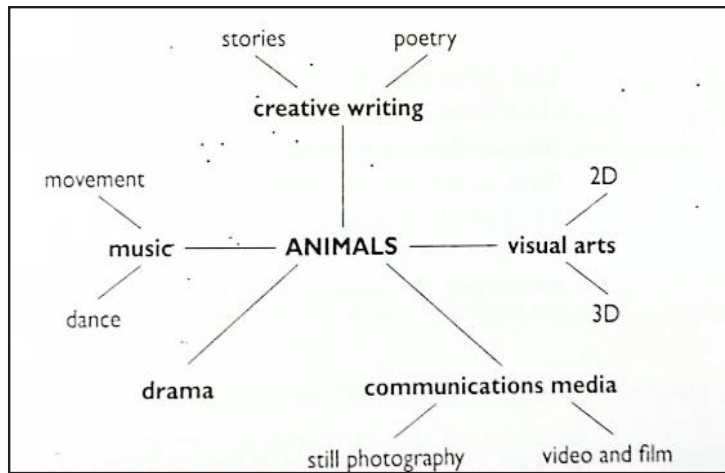 stories
poetry
creative writing
movement
2D
music
ANIMALS
visual arts
dance
3D
drama
communications media
still photography
video and film